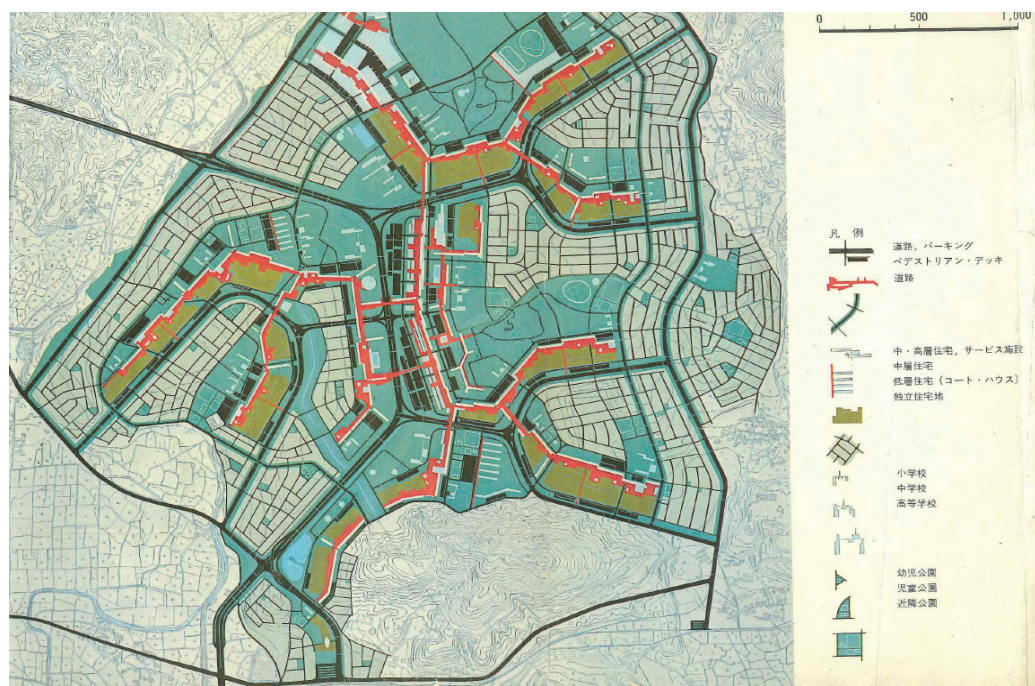 0 500 1,000
凡 例
道路, パーキング
ペデストリアン・デッキ
道路
中・高層住宅, サービス施設
中層住宅
低層住宅 (コート・ハウス)
独立住宅地
小学校
中学校
高等学校
幼児公園
児童公園
近隣公園